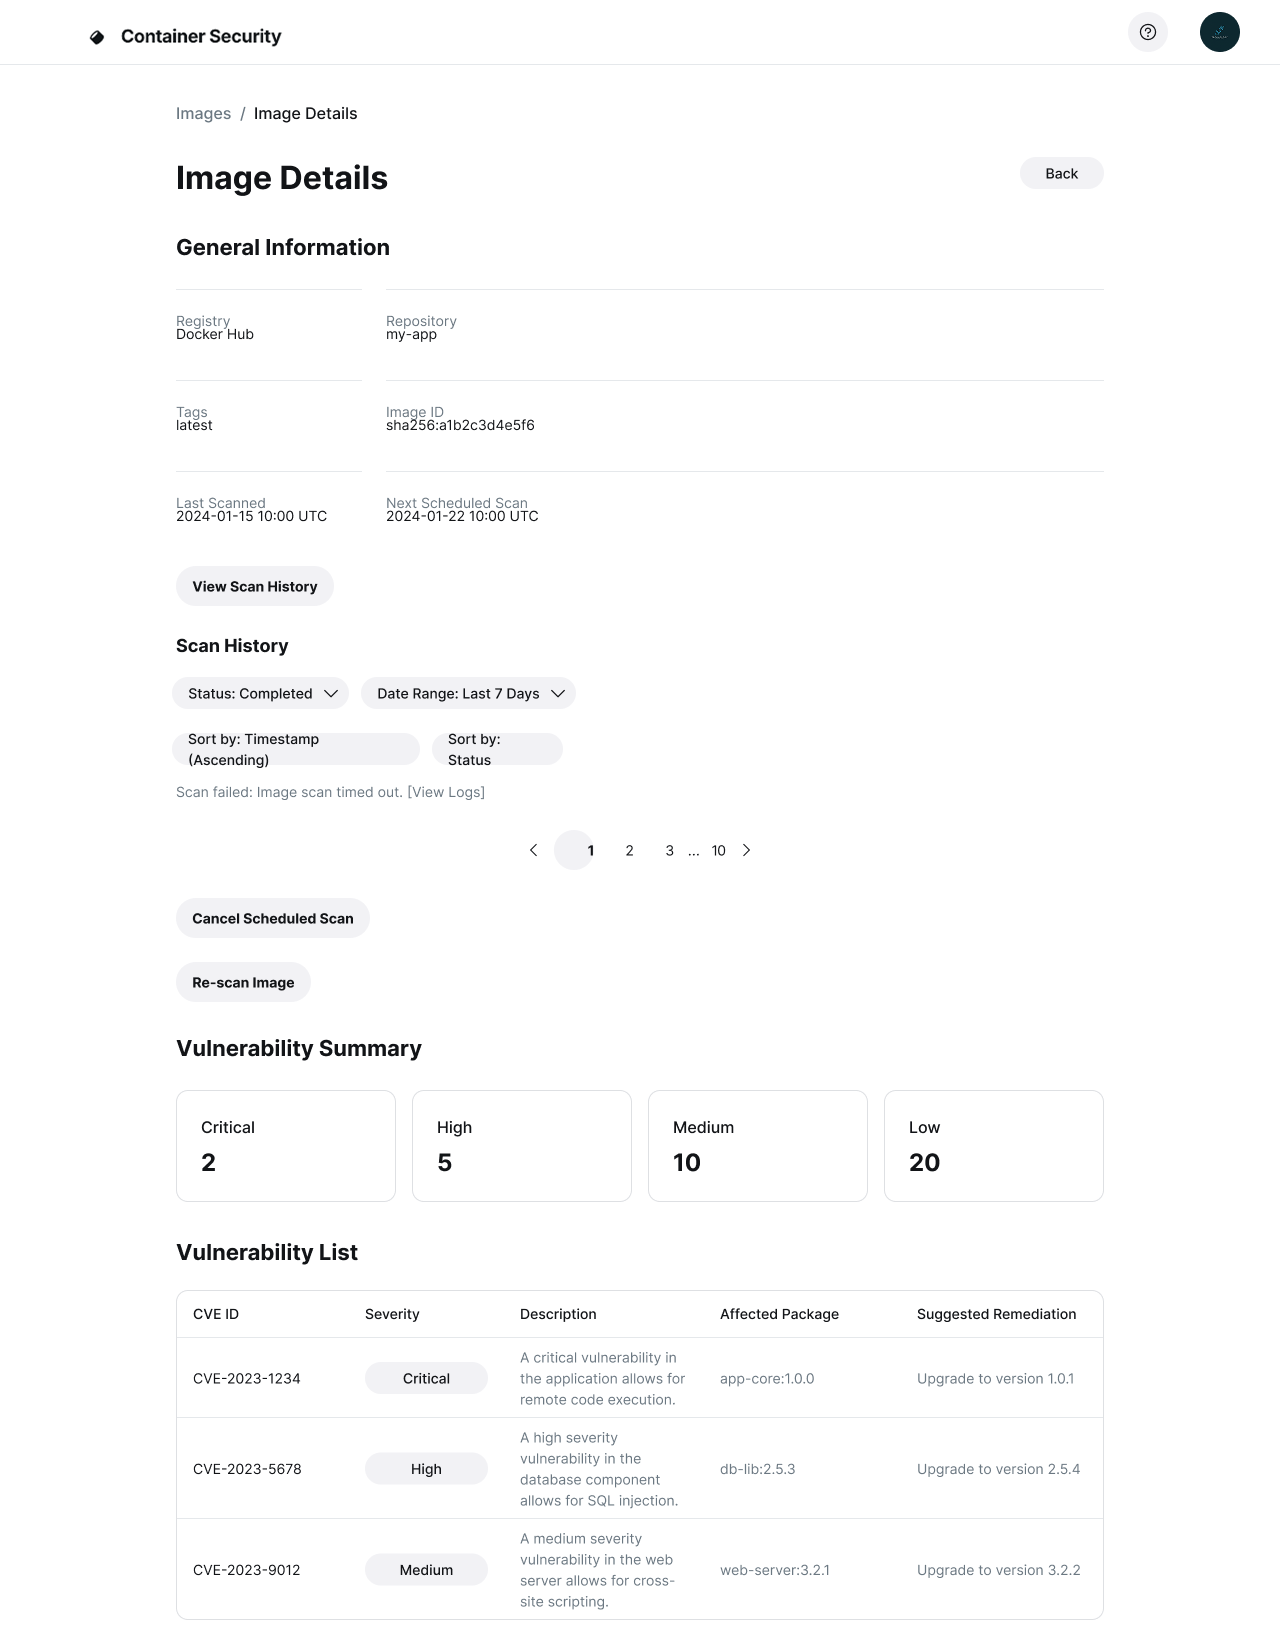 Container Security
Images / Image Details
Image Details
Back
General Information
Registry
Docker Hub
Repository
my-app
Tags
latest
Image ID
sha256:a1b2c3d4e5f6
Last Scanned
2024-01-15 10:00 UTC
Next Scheduled Scan
2024-01-22 10:00 UTC
View Scan History
Scan History
Status: Completed
Date Range: Last 7 Days
Sort by: Timestamp
(Ascending)
Sort by:
Status
Scan failed: Image scan timed out. [View Logs]
1 2 3 ... 10
Cancel Scheduled Scan
Re-scan Image
Vulnerability Summary
Critical
2
High
5
Medium
10
Low
20
Vulnerability List
CVE ID Severity Description Affected Package Suggested Remediation
CVE-2023-1234
Critical
A critical vulnerability in
the application allows for
remote code execution.
app-core:1.0.0
Upgrade to version 1.0.1
CVE-2023-5678
High
A high severity
vulnerability in the
database component
allows for SQL injection.
db-lib:2.5.3
Upgrade to version 2.5.4
CVE-2023-9012
Medium
A medium severity
vulnerability in the web
server allows for cross-
site scripting.
web-server:3.2.1
Upgrade to version 3.2.2